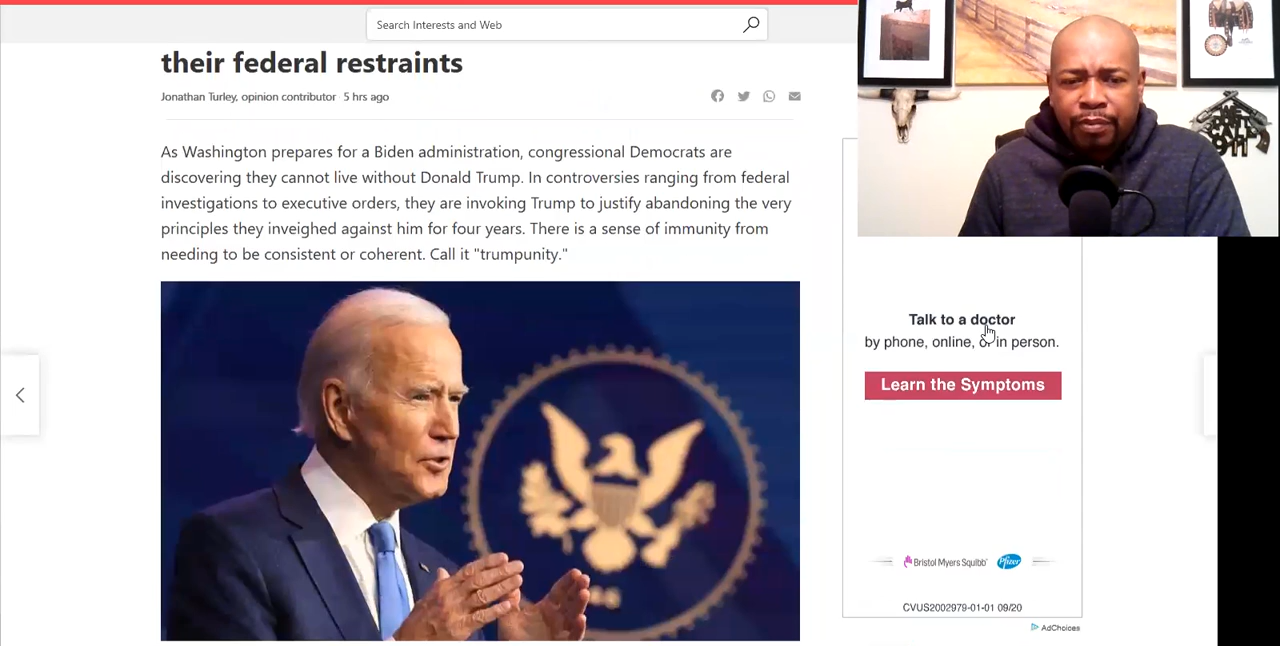 Search Interests and Web
their federal restraints
Jonathan Turley, opinion contributor 5 hrs ago
As Washington prepares for a Biden administration, congressional Democrats are
discovering they cannot live without Donald Trump. In controversies ranging from federal
investigations to executive orders, they are invoking Trump to justify abandoning the very
principles they inveighed against him for four years. There is a sense of immunity from
needing to be consistent or coherent. Call it "trumpunity."
WE DON'T
CALL
911
Talk to a doctor
by phone, online, or in person.
Learn the Symptoms
Bristol Myers Squibb Pfizer
CVUS2002979-01-01 09/20
AdChoices